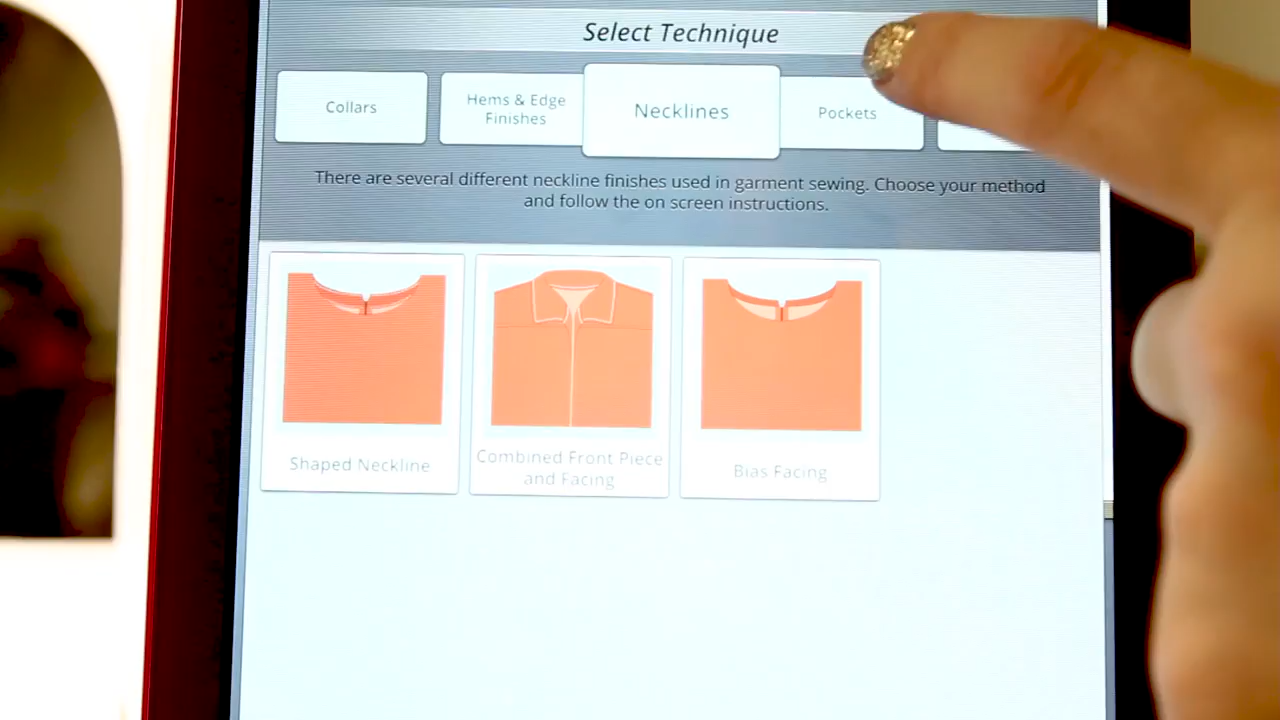 Select Technique
Collars
Hems & Edge
Finishes
Necklines
Pockets
There are several different neckline finishes used in garment sewing. Choose your method
and follow the on screen instructions.
Shaped Neckline
Combined Front Piece
and Facing
Bias Facing